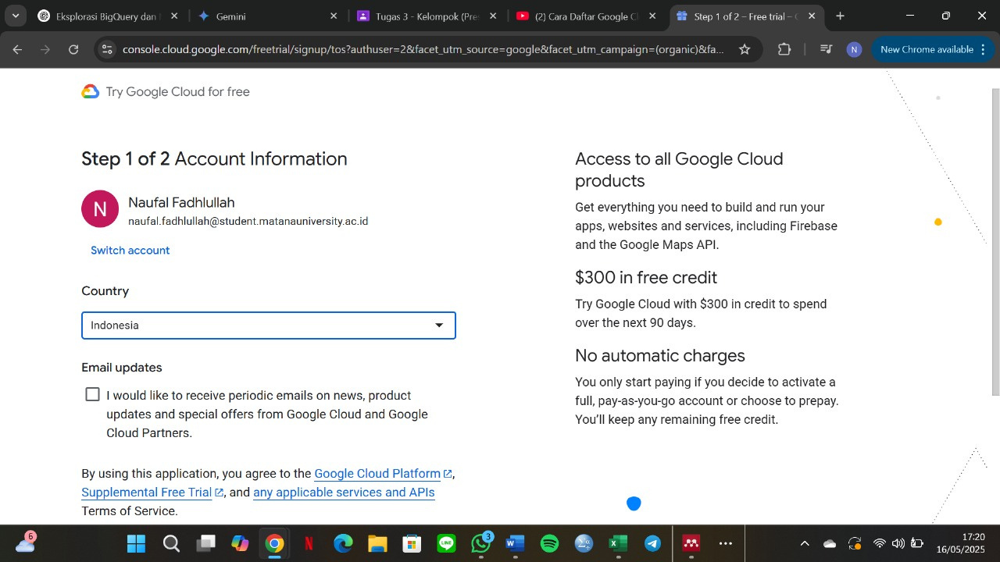 Eksplorasi BigQuery dan
Gemini
Tugas 3 - Kelompok (Pre
(2) Cara Daftar Google Cl
Step 1 of 2 – Free trial –
console.cloud.google.com/freetrial/signup/tos?authuser=2&facet_utm_source=google&facet_utm_campaign=(organic)&fa...
N
New Chrome available
Try Google Cloud for free
Step 1 of 2 Account Information
N
Naufal Fadhlullah
naufal.fadhlullah@student.matanauniversity.ac.id
Switch account
Country
Indonesia
Email updates
I would like to receive periodic emails on news, product
updates and special offers from Google Cloud and Google
Cloud Partners.
By using this application, you agree to the Google Cloud Platform,
Supplemental Free Trial, and any applicable services and APIs
Terms of Service.
Access to all Google Cloud
products
Get everything you need to build and run your
apps, websites and services, including Firebase
and the Google Maps API.
$300 in free credit
Try Google Cloud with $300 in credit to spend
over the next 90 days.
No automatic charges
You only start paying if you decide to activate a
full, pay-as-you-go account or choose to prepay.
You’ll keep any remaining free credit.
6
N
LINE
3
W
X
17:20
16/05/2025